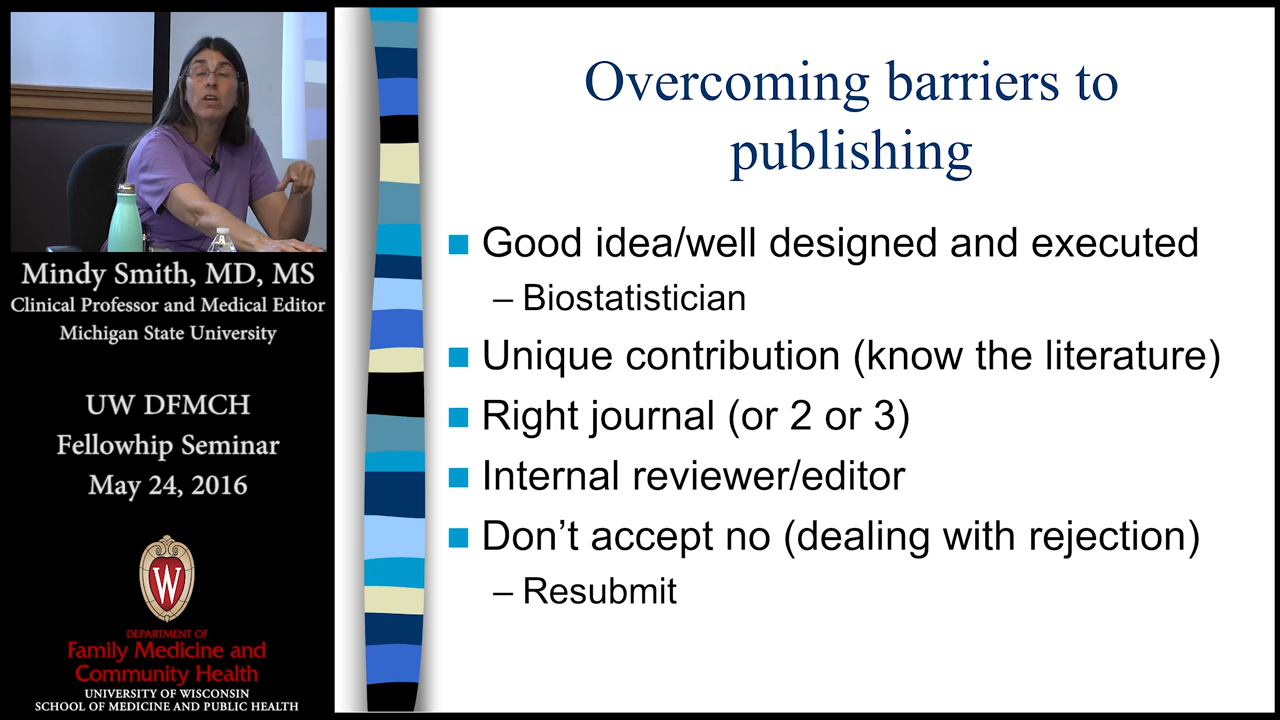 Mindy Smith, MD, MS
Clinical Professor and Medical Editor
Michigan State University
UW DFMCH
Fellowhip Seminar
May 24, 2016
W
DEPARTMENT OF
Family Medicine and
Community Health
UNIVERSITY OF WISCONSIN
SCHOOL OF MEDICINE AND PUBLIC HEALTH
Overcoming barriers to
publishing
Good idea/well designed and executed
– Biostatistician
Unique contribution (know the literature)
Right journal (or 2 or 3)
Internal reviewer/editor
Don’t accept no (dealing with rejection)
– Resubmit